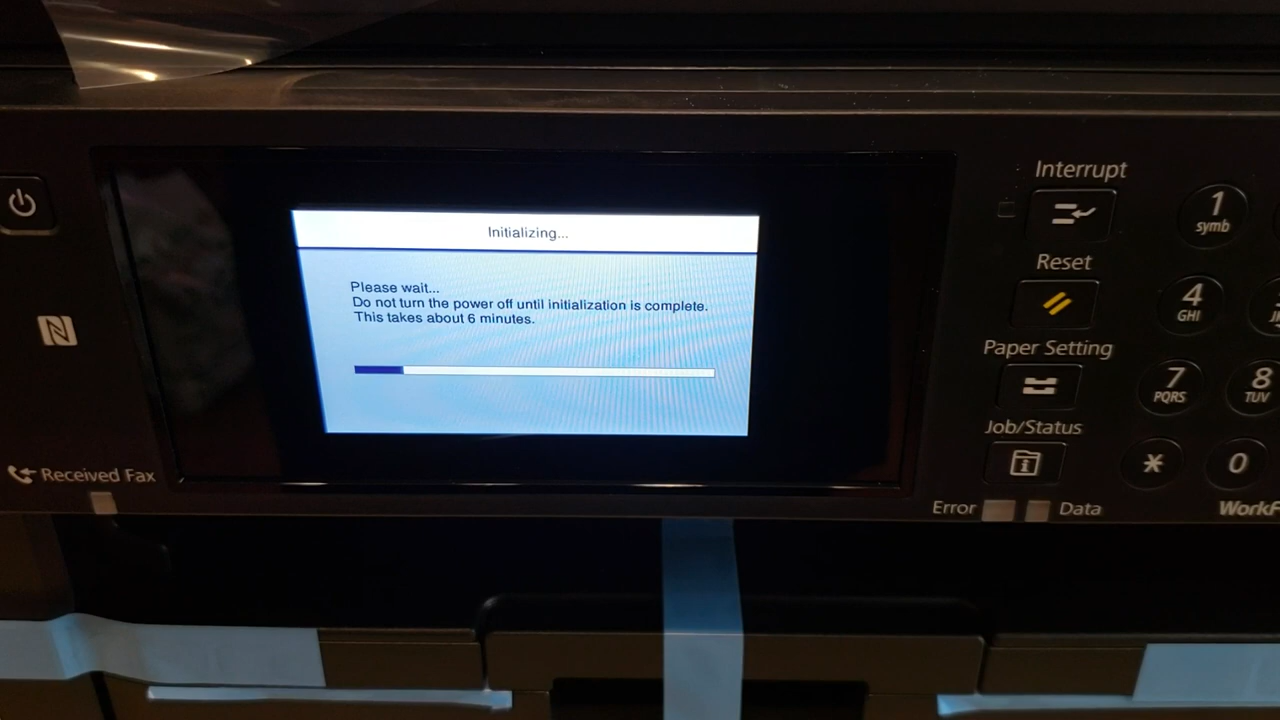 Initializing...
Please wait...
Do not turn the power off until initialization is complete.
This takes about 6 minutes.
Received Fax
Interrupt
Reset
Paper Setting
Job/Status
Error
Data
1
symb
4
GHI
7
PQRS
8
TUV
*
0